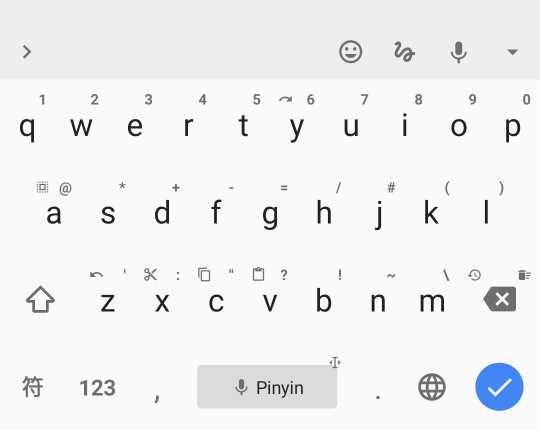 1 2 3 4 5 6 7 8 9 0
q w e r t y u i o p
@ * + - = / # ( )
a s d f g h j k l
' : " ? ! ~ \
z x c v b n m
符 123 , Pinyin .